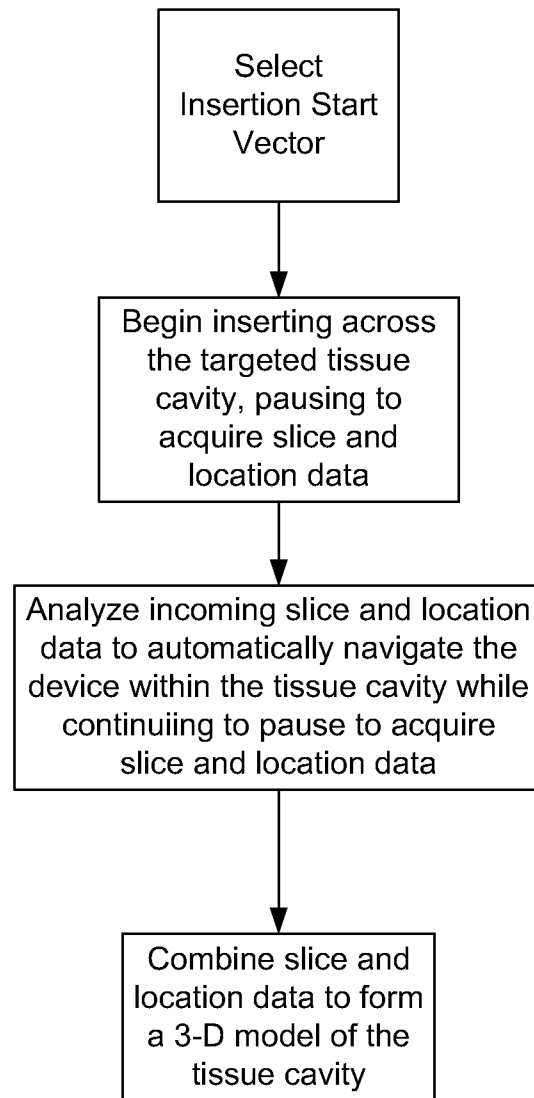 Select
Insertion Start
Vector
Begin inserting across
the targeted tissue
cavity, pausing to
acquire slice and
location data
Analyze incoming slice and location
data to automatically navigate the
device within the tissue cavity while
continuiing to pause to acquire
slice and location data
Combine slice and
location data to form
a 3-D model of the
tissue cavity